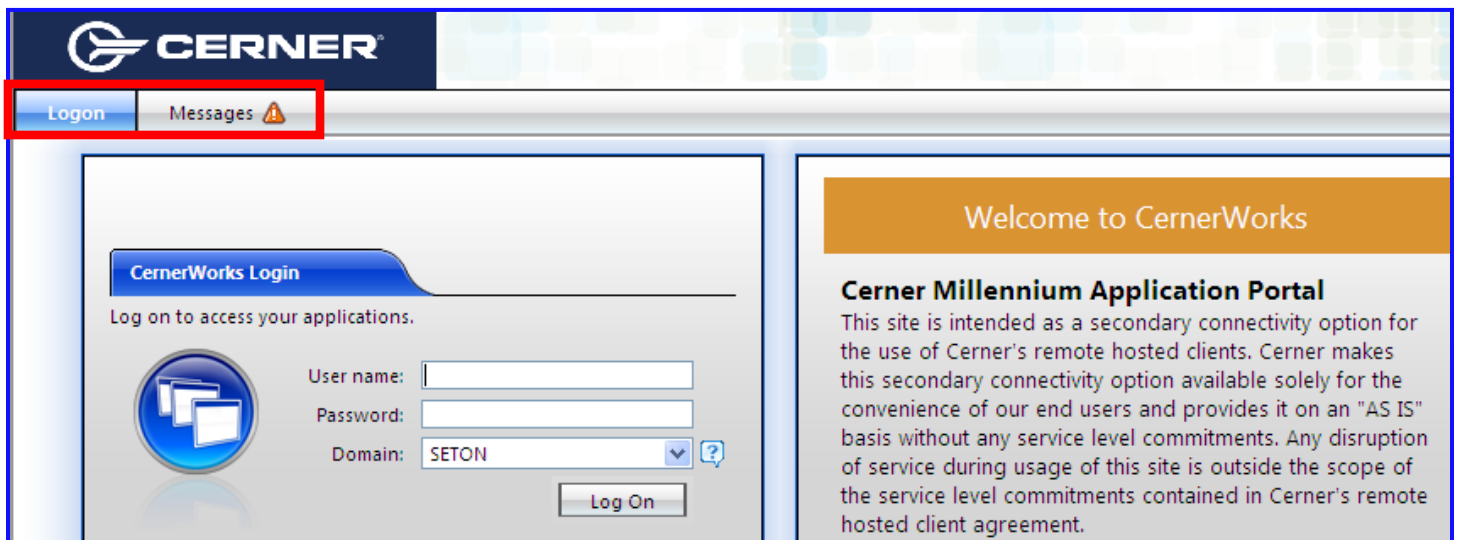 CERNER®
Logon Messages
CernerWorks Login
Log on to access your applications.
User name:
Password:
Domain: SETON
Log On
Welcome to CernerWorks
Cerner Millennium Application Portal
This site is intended as a secondary connectivity option for
the use of Cerner's remote hosted clients. Cerner makes
this secondary connectivity option available solely for the
convenience of our end users and provides it on an "AS IS"
basis without any service level commitments. Any disruption
of service during usage of this site is outside the scope of
the service level commitments contained in Cerner's remote
hosted client agreement.